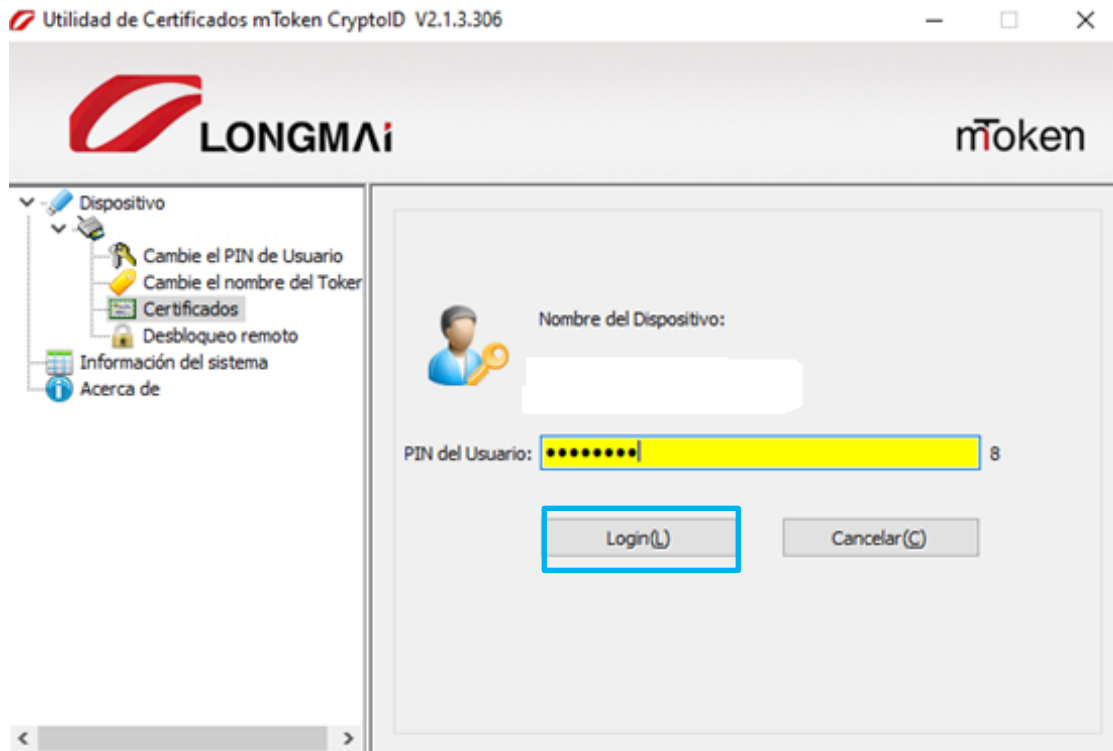 Utilidad de Certificados mToken CryptoID V2.1.3.306
LONGMAi
mToken
Dispositivo
Cambie el PIN de Usuario
Cambie el nombre del Toker
Certificados
Desbloqueo remoto
Información del sistema
Acerca de
Nombre del Dispositivo:
PIN del Usuario: •••••••• 8
Login(L) Cancelar(C)